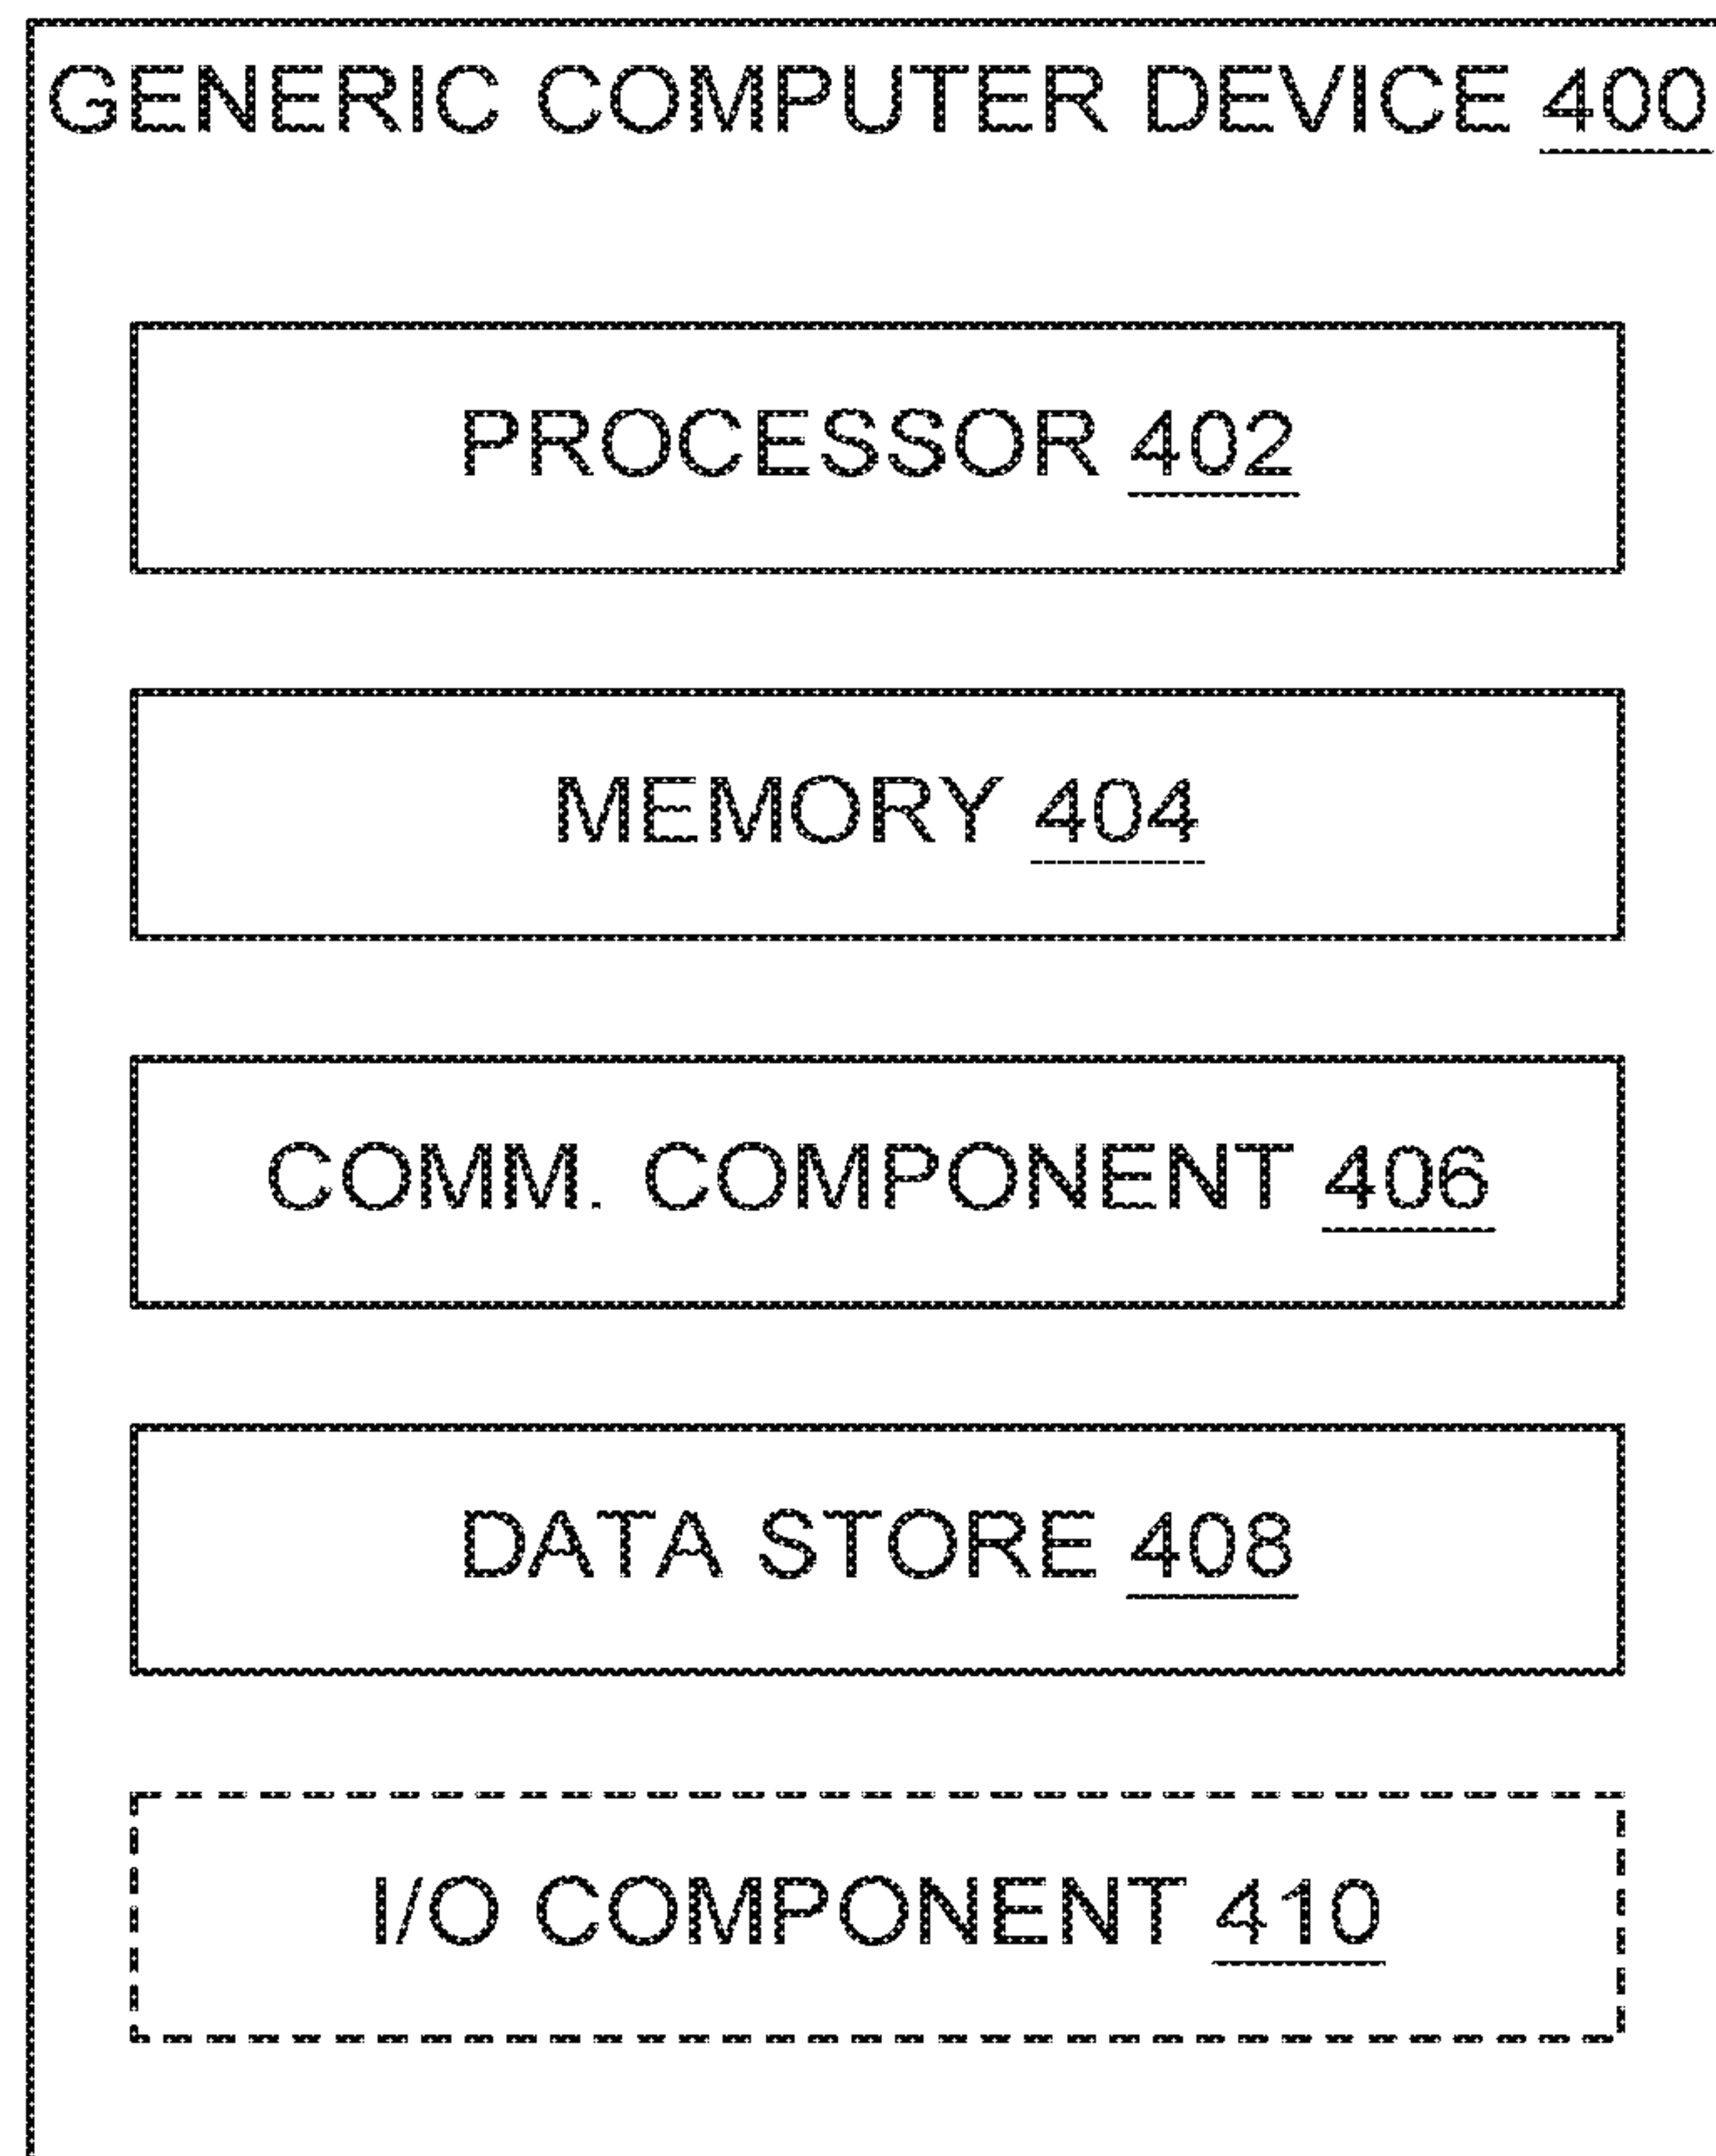 GENERIC COMPUTER DEVICE 400
PROCESSOR 402
MEMORY 404
COMM. COMPONENT 406
DATA STORE 408
I/O COMPONENT 410